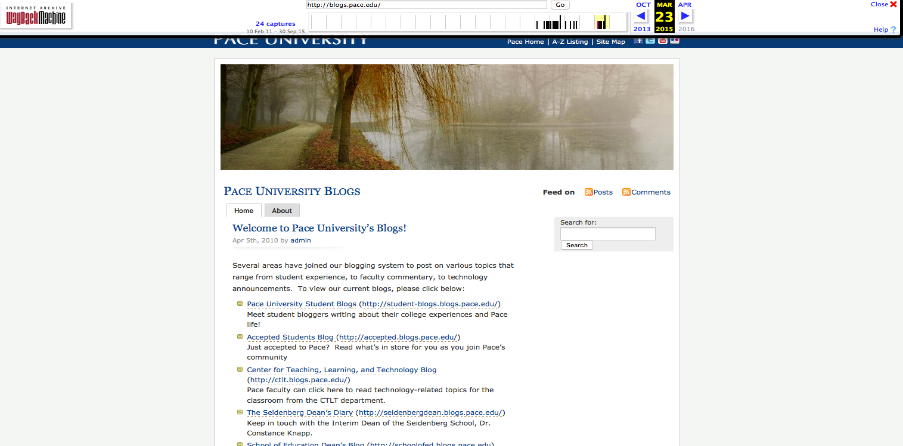 INTERNET ARCHIVE
WayBackMachine
http://blogs.pace.edu/
Go
24 captures
10 Feb 11 – 30 Sep 15
OCT MAR APR
23
2013 2015 2016
Close
Help ?
PACE UNIVERSITY
Pace Home | A-Z Listing | Site Map
PACE UNIVERSITY BLOGS
Feed on Posts Comments
Home About
Welcome to Pace University's Blogs!
Apr 5th, 2010 by admin
Search for:
Search
Several areas have joined our blogging system to post on various topics that
range from student experience, to faculty commentary, to technology
announcements. To view our current blogs, please click below:
Pace University Student Blogs (http://student-blogs.blogs.pace.edu/)
Meet student bloggers writing about their college experiences and Pace
life!
Accepted Students Blog (http://accepted.blogs.pace.edu/)
Just accepted to Pace? Read what's in store for you as you join Pace's
community
Center for Teaching, Learning, and Technology Blog
(http://ctlt.blogs.pace.edu/)
Pace faculty can click here to read technology-related topics for the
classroom from the CTLT department.
The Seidenberg Dean's Diary (http://seidenbergdean.blogs.pace.edu/)
Keep in touch with the Interim Dean of the Seidenberg School, Dr.
Constance Knapp.
School of Education Dean's Blog (http://schoolofed.blogs.pace.edu/)